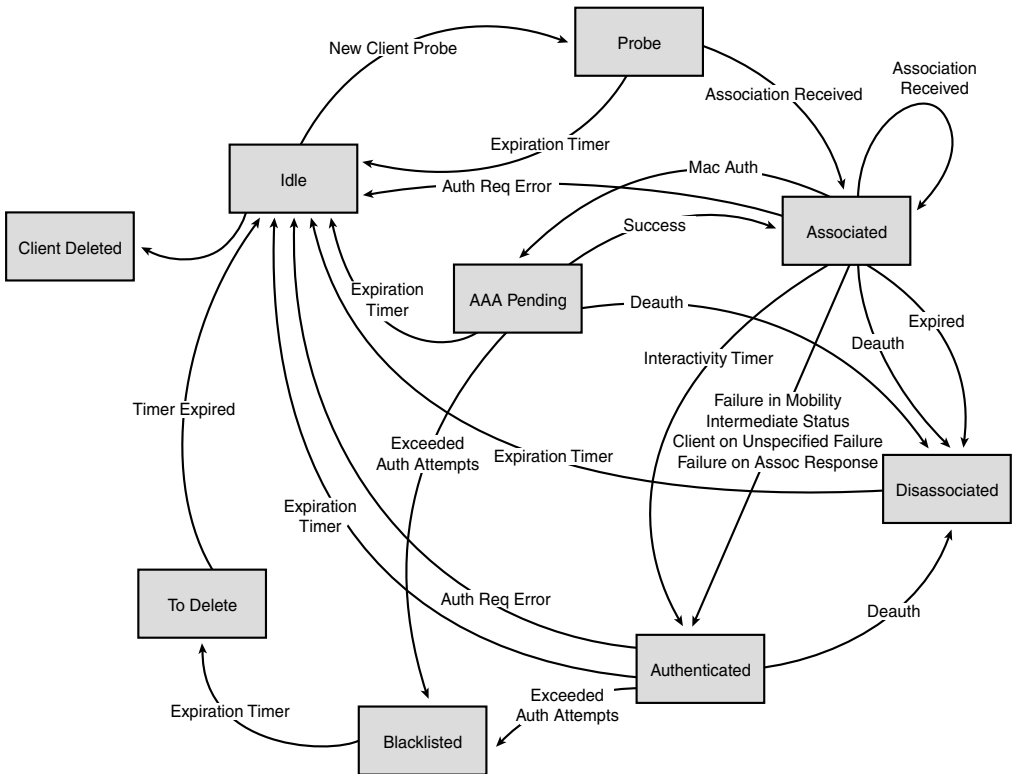 Probe
Association
Received
New Client Probe
Association Received
Expiration Timer
Mac Auth
Idle
Auth Req Error
Client Deleted
Success
Associated
Expiration
Timer
AAA Pending
Deauth
Expired
Deauth
Interactivity Timer
Timer Expired
Failure in Mobility
Intermediate Status
Client on Unspecified Failure
Failure on Assoc Response
Exceeded
Auth Attempts
Expiration Timer
Disassociated
Expiration
Timer
To Delete
Auth Req Error
Deauth
Authenticated
Exceeded
Auth Attempts
Expiration Timer
Blacklisted